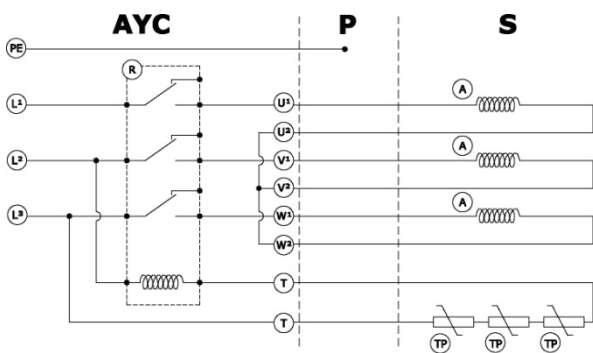 AYC P S
PE
R
L¹ U¹ A
U²
L² V¹ A
V²
L³ W¹ A
W²
T
T
TP TP TP